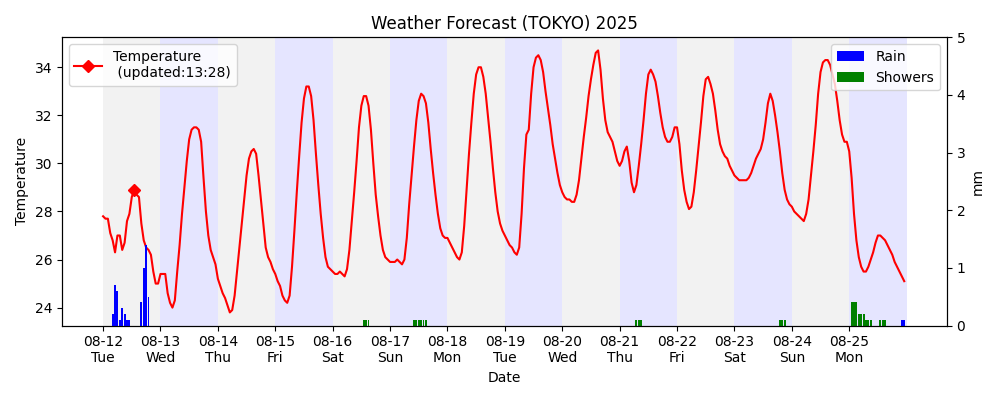 Weather Forecast (TOKYO) 2025
Temperature
(updated:13:28)
Rain
Showers
Temperature
34
32
30
28
26
24
5
4
3
2
1
0
mm
08-12 08-13 08-14 08-15 08-16 08-17 08-18 08-19 08-20 08-21 08-22 08-23 08-24 08-25
Tue Wed Thu Fri Sat Sun Mon Tue Wed Thu Fri Sat Sun Mon
Date